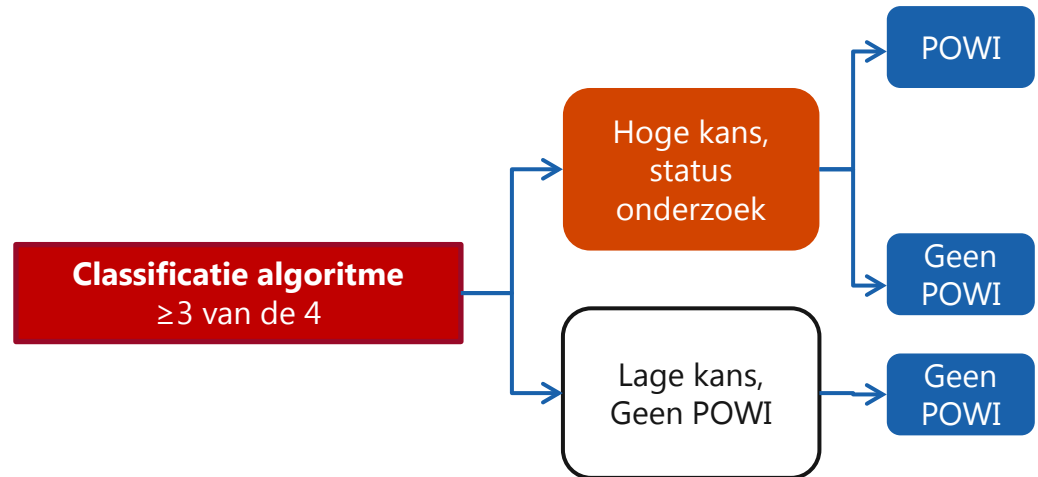 Classificatie algoritme
≥3 van de 4
Hoge kans,
status
onderzoek
Lage kans,
Geen POWI
POWI
Geen
POWI
Geen
POWI